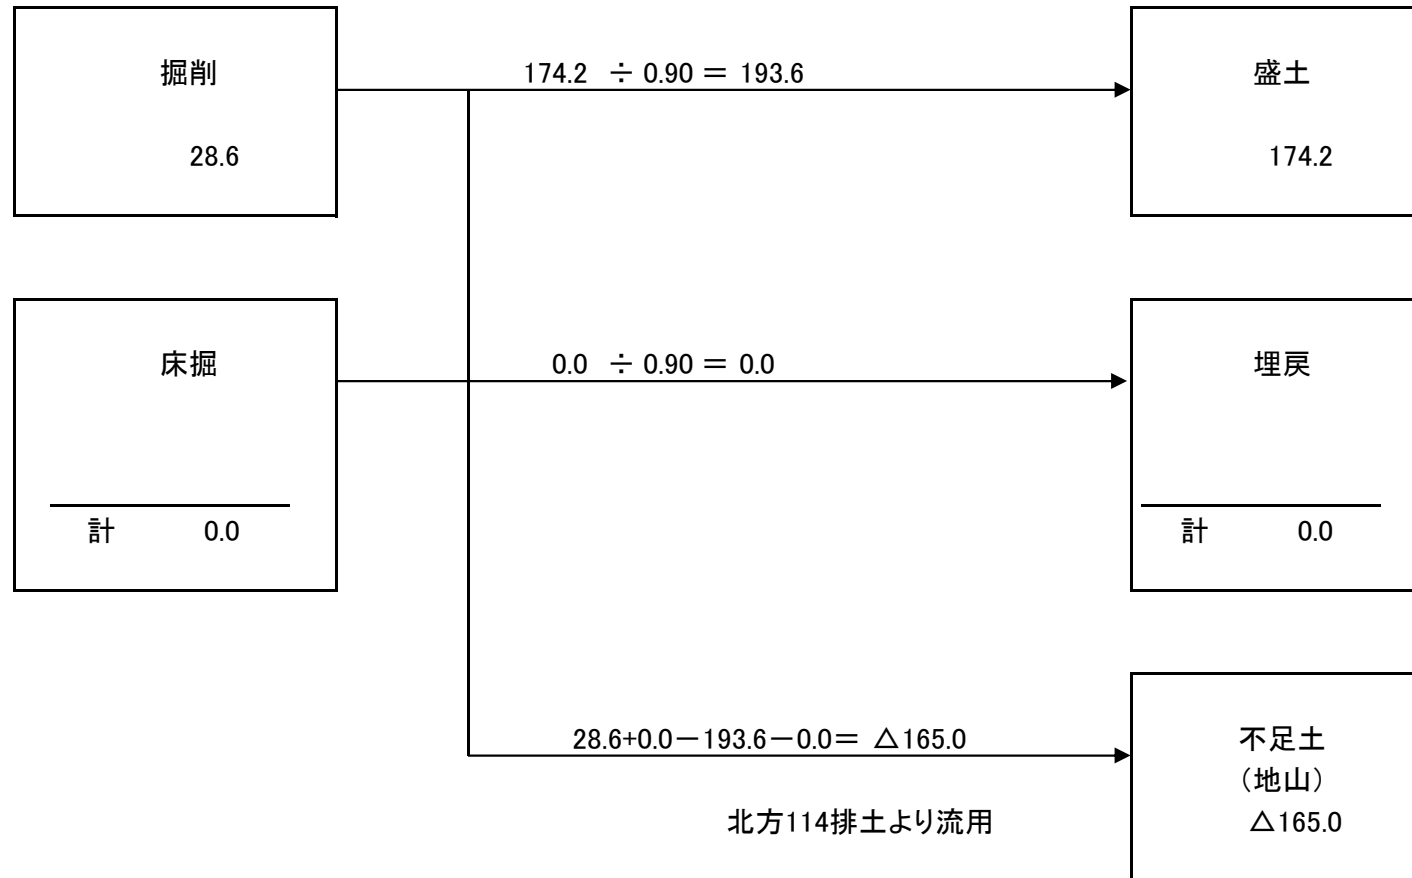 掘削
174.2 ÷ 0.90 ＝ 193.6
盛土
28.6
174.2
床掘
0.0 ÷ 0.90 ＝ 0.0
埋戻
計 0.0
計 0.0
28.6+0.0－193.6－0.0＝ △165.0
不足土
（地山）
北方114排土より流用
△165.0